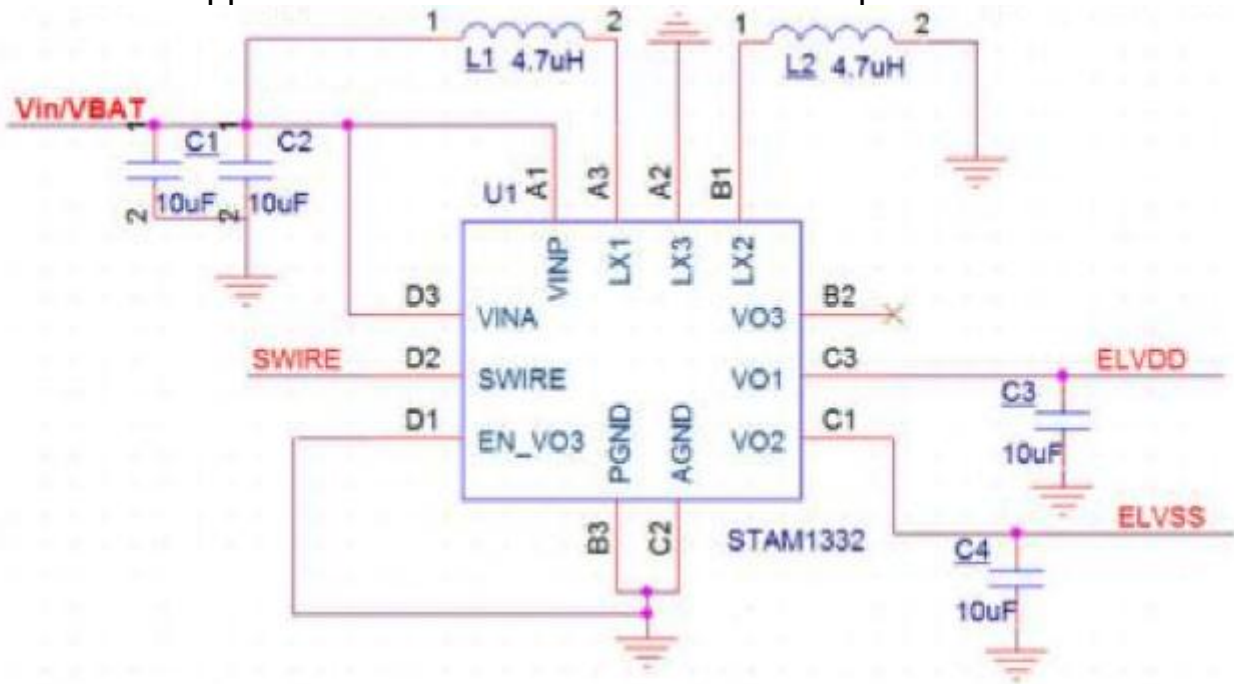 1 2 1 2
L1 4.7uH L2 4.7uH
Vin/VBAT
1 C1 1 C2
10uF 10uF
2 2
U1 A1 A3 A2 B1
VINP LX1 LX3 LX2
D3 VINA VO3 B2
SWIRE D2 SWIRE VO1 C3 ELVDD
D1 EN_VO3 PGND AGND VO2 C1
C3
10uF
B3 C2
STAM1332
ELVSS
C4
10uF